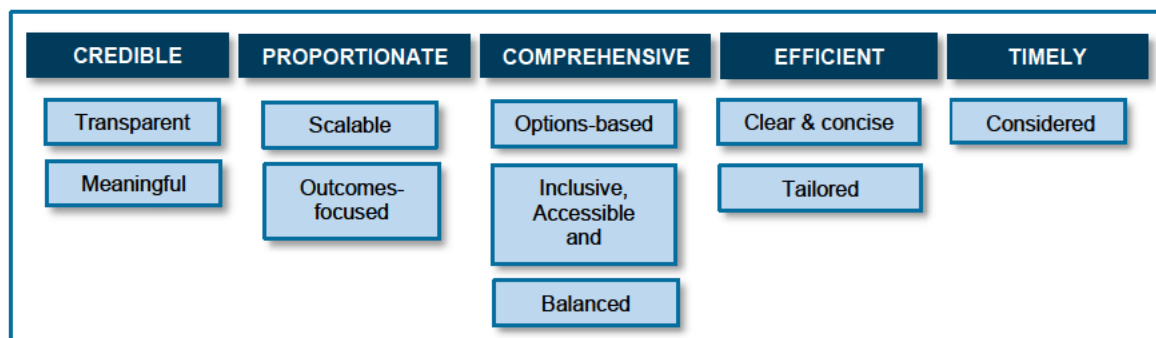 CREDIBLE
Transparent
Meaningful
PROPORTIONATE
Scalable
Outcomes-
focused
COMPREHENSIVE
Options-based
Inclusive,
Accessible
and
Balanced
EFFICIENT
Clear & concise
Tailored
TIMELY
Considered